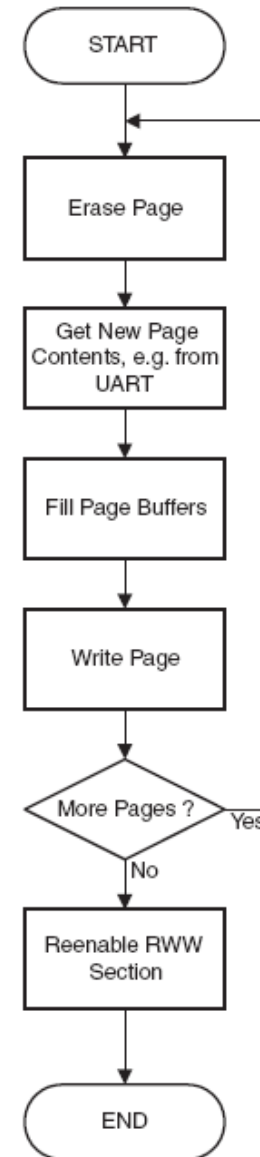 START
Erase Page
Get New Page
Contents, e.g. from
UART
Fill Page Buffers
Write Page
More Pages ?
Yes
No
Reenable RWW
Section
END